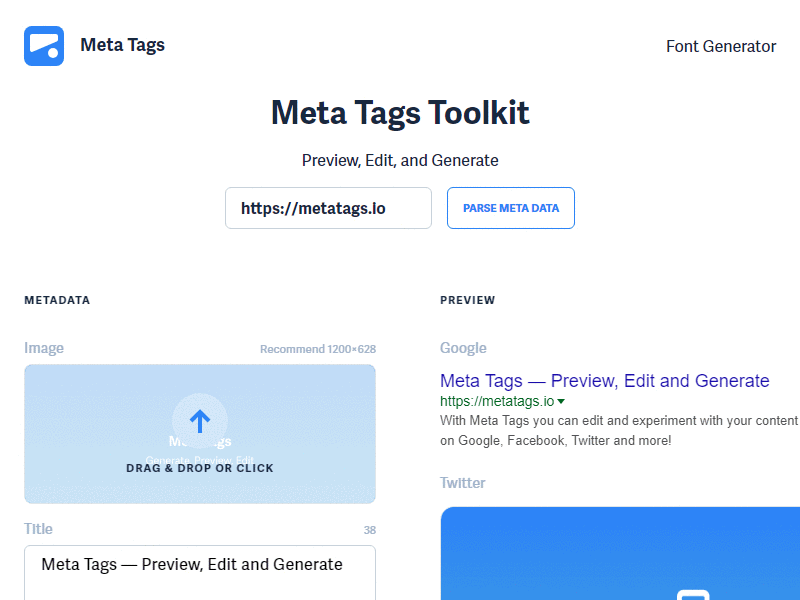 Meta Tags
Font Generator
Meta Tags Toolkit
Preview, Edit, and Generate
https://metatags.io
PARSE META DATA
METADATA
Image
Recommend 1200×628
Generate, Preview, Edit
DRAG & DROP OR CLICK
Title
38
Meta Tags — Preview, Edit and Generate
PREVIEW
Google
Meta Tags — Preview, Edit and Generate
https://metatags.io
With Meta Tags you can edit and experiment with your content
on Google, Facebook, Twitter and more!
Twitter